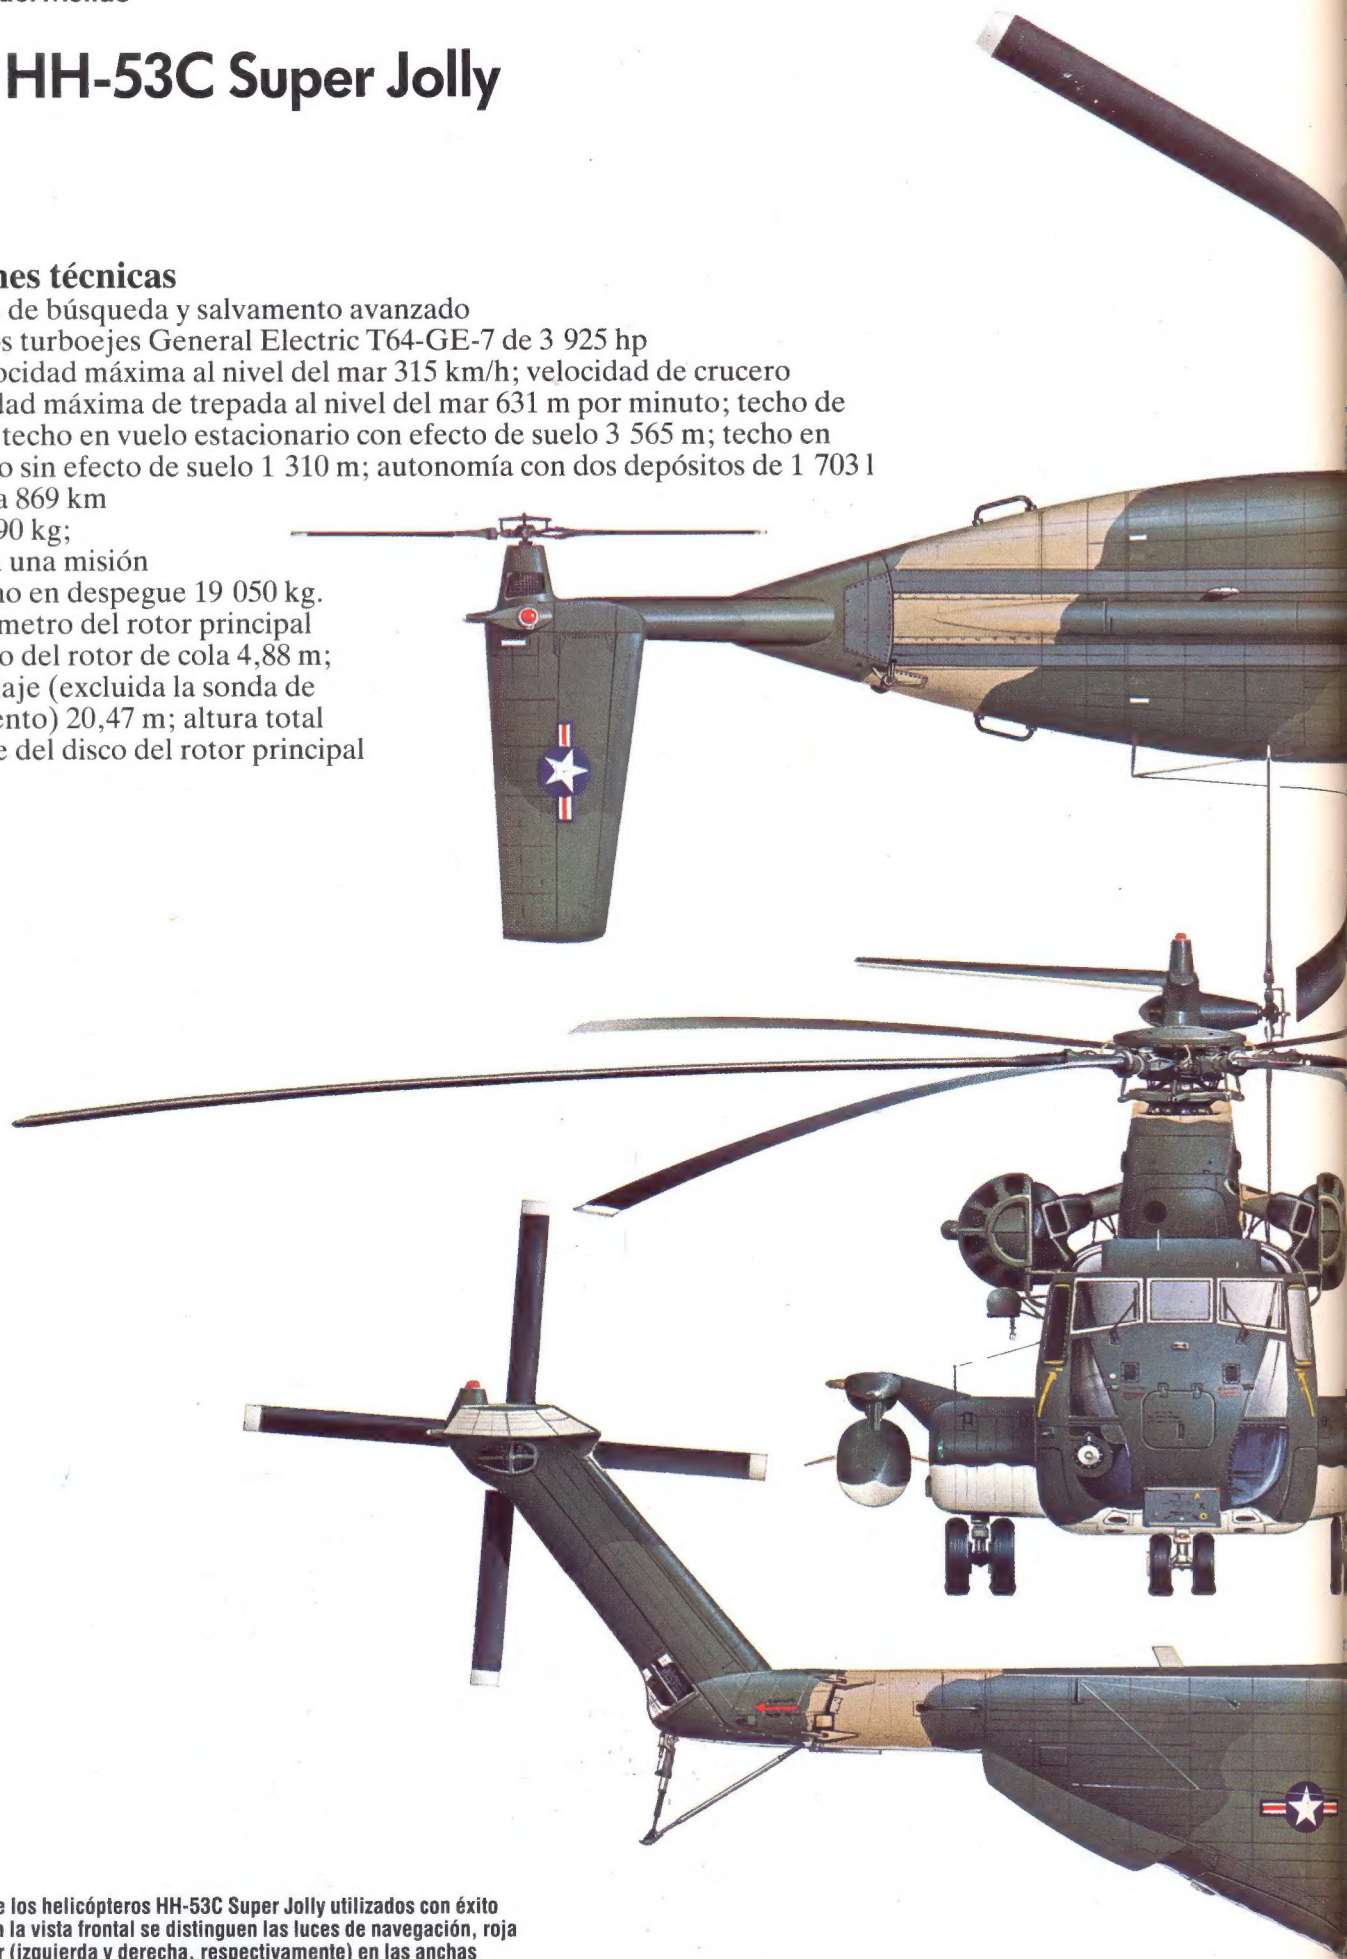 HH-53C Super Jolly
nes técnicas
de búsqueda y salvamento avanzado
s turboejes General Electric T64-GE-7 de 3 925 hp
ocidad máxima al nivel del mar 315 km/h; velocidad de crucero
dad máxima de trepada al nivel del mar 631 m por minuto; techo de
techo en vuelo estacionario con efecto de suelo 3 565 m; techo en
o sin efecto de suelo 1 310 m; autonomía con dos depósitos de 1 703 l
a 869 km
90 kg;
una misión
no en despegue 19 050 kg.
metro del rotor principal
o del rotor de cola 4,88 m;
laje (excluida la sonda de
ento) 20,47 m; altura total
e del disco del rotor principal
e los helicópteros HH-53C Super Jolly utilizados con éxito
n la vista frontal se distinguen las luces de navegación, roja
r (izquierda y derecha, respectivamente) en las anchas